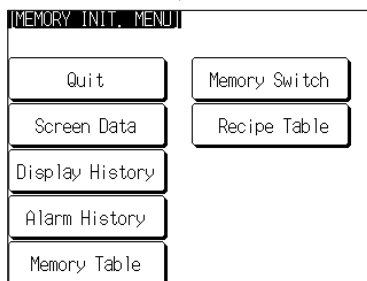 [MEMORY INIT. MENU]
Quit
Memory Switch
Screen Data
Recipe Table
Display History
Alarm History
Memory Table